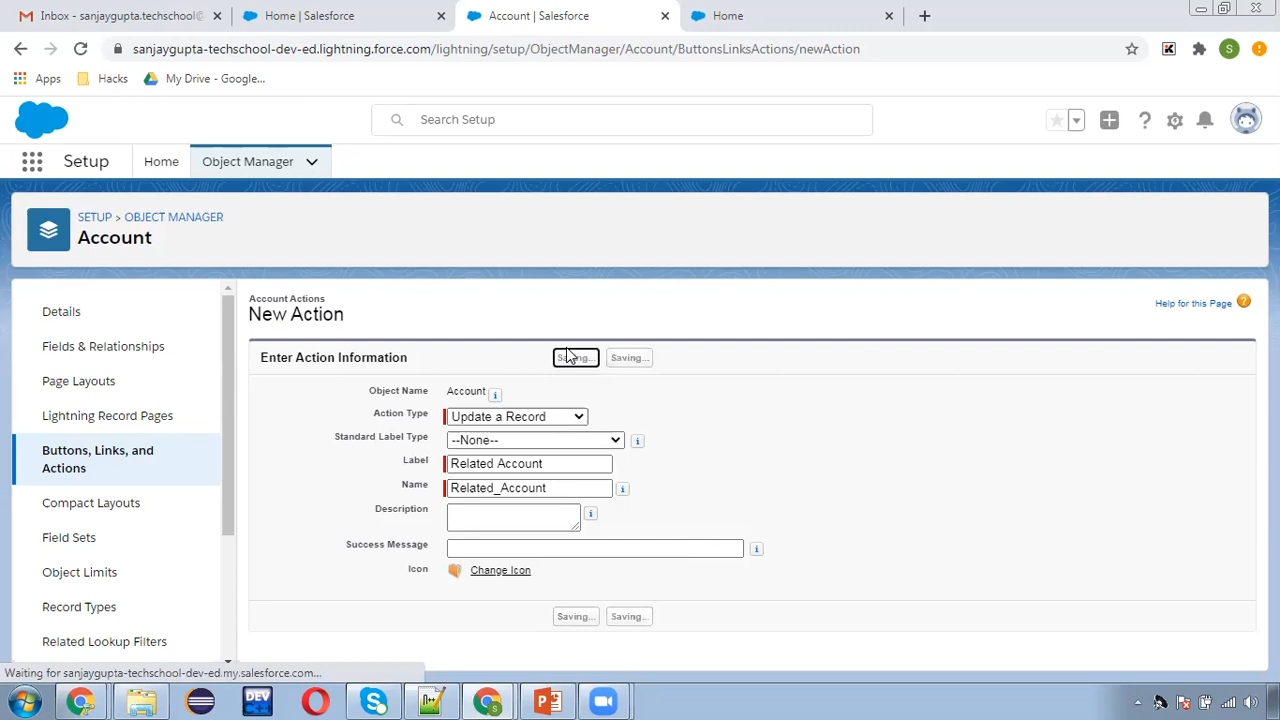 Inbox - sanjaygupta.techschool@g
Home | Salesforce
Account | Salesforce
Home
sanjaygupta-techschool-dev-ed.lightning.force.com/lightning/setup/ObjectManager/Account/ButtonsLinksActions/newAction
S
Apps
Hacks
My Drive - Google...
Search Setup
Setup
Home
Object Manager
SETUP > OBJECT MANAGER
Account
Details
Fields & Relationships
Page Layouts
Lightning Record Pages
Buttons, Links, and
Actions
Compact Layouts
Field Sets
Object Limits
Record Types
Related Lookup Filters
Account Actions
New Action
Help for this Page
Enter Action Information
Saving...
Saving...
Object Name
Account
Action Type
Update a Record
Standard Label Type
--None--
Label
Related Account
Name
Related_Account
Description
Success Message
Icon
Change Icon
Saving...
Saving...
Waiting for sanjaygupta-techschool-dev-ed.my.salesforce.com...
DEV
C++